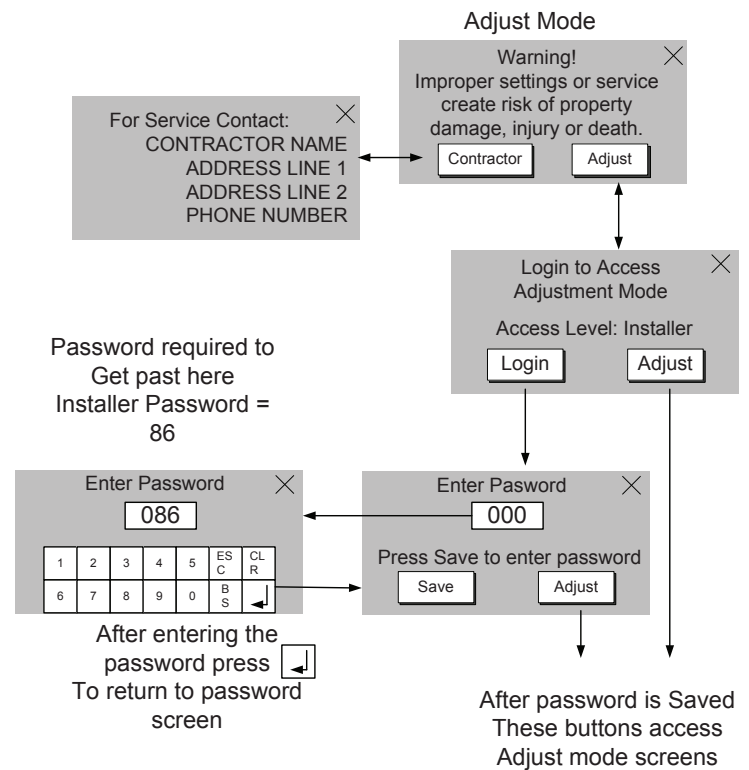 Adjust Mode
Warning!
Improper settings or service
create risk of property
damage, injury or death.
Contractor
Adjust
For Service Contact:
CONTRACTOR NAME
ADDRESS LINE 1
ADDRESS LINE 2
PHONE NUMBER
Login to Access
Adjustment Mode
Access Level: Installer
Login
Adjust
Password required to
Get past here
Installer Password =
86
Enter Password
086
1 2 3 4 5 ES
C CL
R
6 7 8 9 0 B
S
Enter Pasword
000
Press Save to enter password
Save
Adjust
After entering the
password press
To return to password
screen
After password is Saved
These buttons access
Adjust mode screens